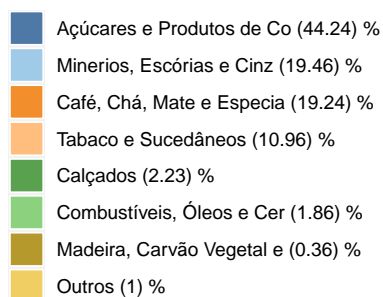 Açúcares e Produtos de Co (44.24) %
Minerios, Escórias e Cinz (19.46) %
Café, Chá, Mate e Especia (19.24) %
Tabaco e Sucedâneos (10.96) %
Calçados (2.23) %
Combustíveis, Óleos e Cer (1.86) %
Madeira, Carvão Vegetal e (0.36) %
Outros (1) %